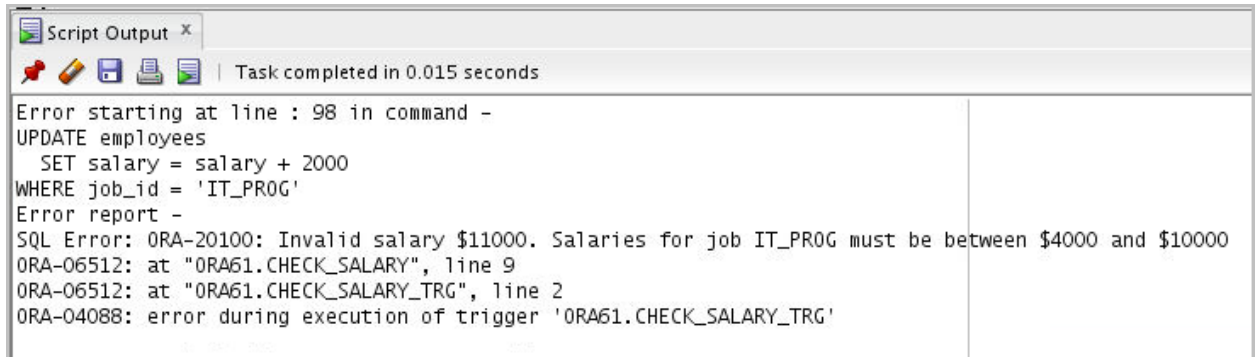 Script Output x
Task completed in 0.015 seconds
Error starting at line : 98 in command -
UPDATE employees
SET salary = salary + 2000
WHERE job_id = 'IT_PROG'
Error report -
SQL Error: ORA-20100: Invalid salary $11000. Salaries for job IT_PROG must be between $4000 and $10000
ORA-06512: at "ORA61.CHECK_SALARY", line 9
ORA-06512: at "ORA61.CHECK_SALARY_TRG", line 2
ORA-04088: error during execution of trigger 'ORA61.CHECK_SALARY_TRG'